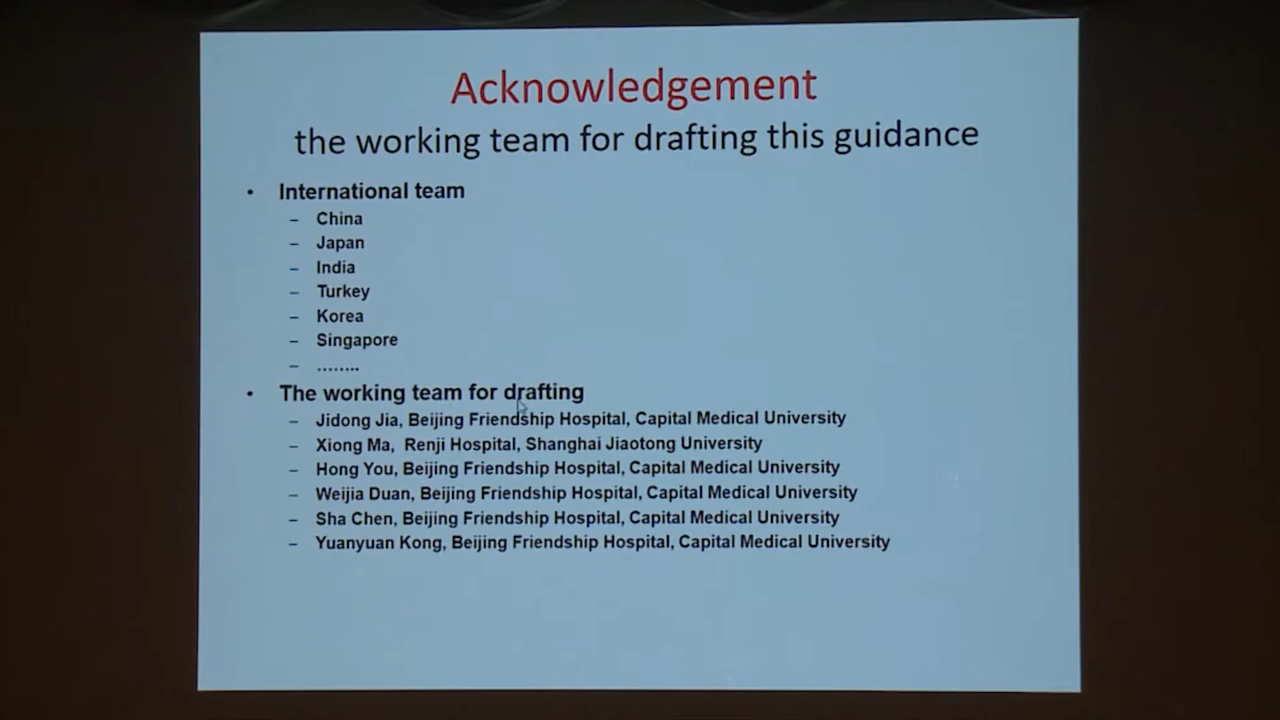 Acknowledgement
the working team for drafting this guidance
• International team
– China
– Japan
– India
– Turkey
– Korea
– Singapore
– ........
• The working team for drafting
– Jidong Jia, Beijing Friendship Hospital, Capital Medical University
– Xiong Ma, Renji Hospital, Shanghai Jiaotong University
– Hong You, Beijing Friendship Hospital, Capital Medical University
– Weijia Duan, Beijing Friendship Hospital, Capital Medical University
– Sha Chen, Beijing Friendship Hospital, Capital Medical University
– Yuanyuan Kong, Beijing Friendship Hospital, Capital Medical University